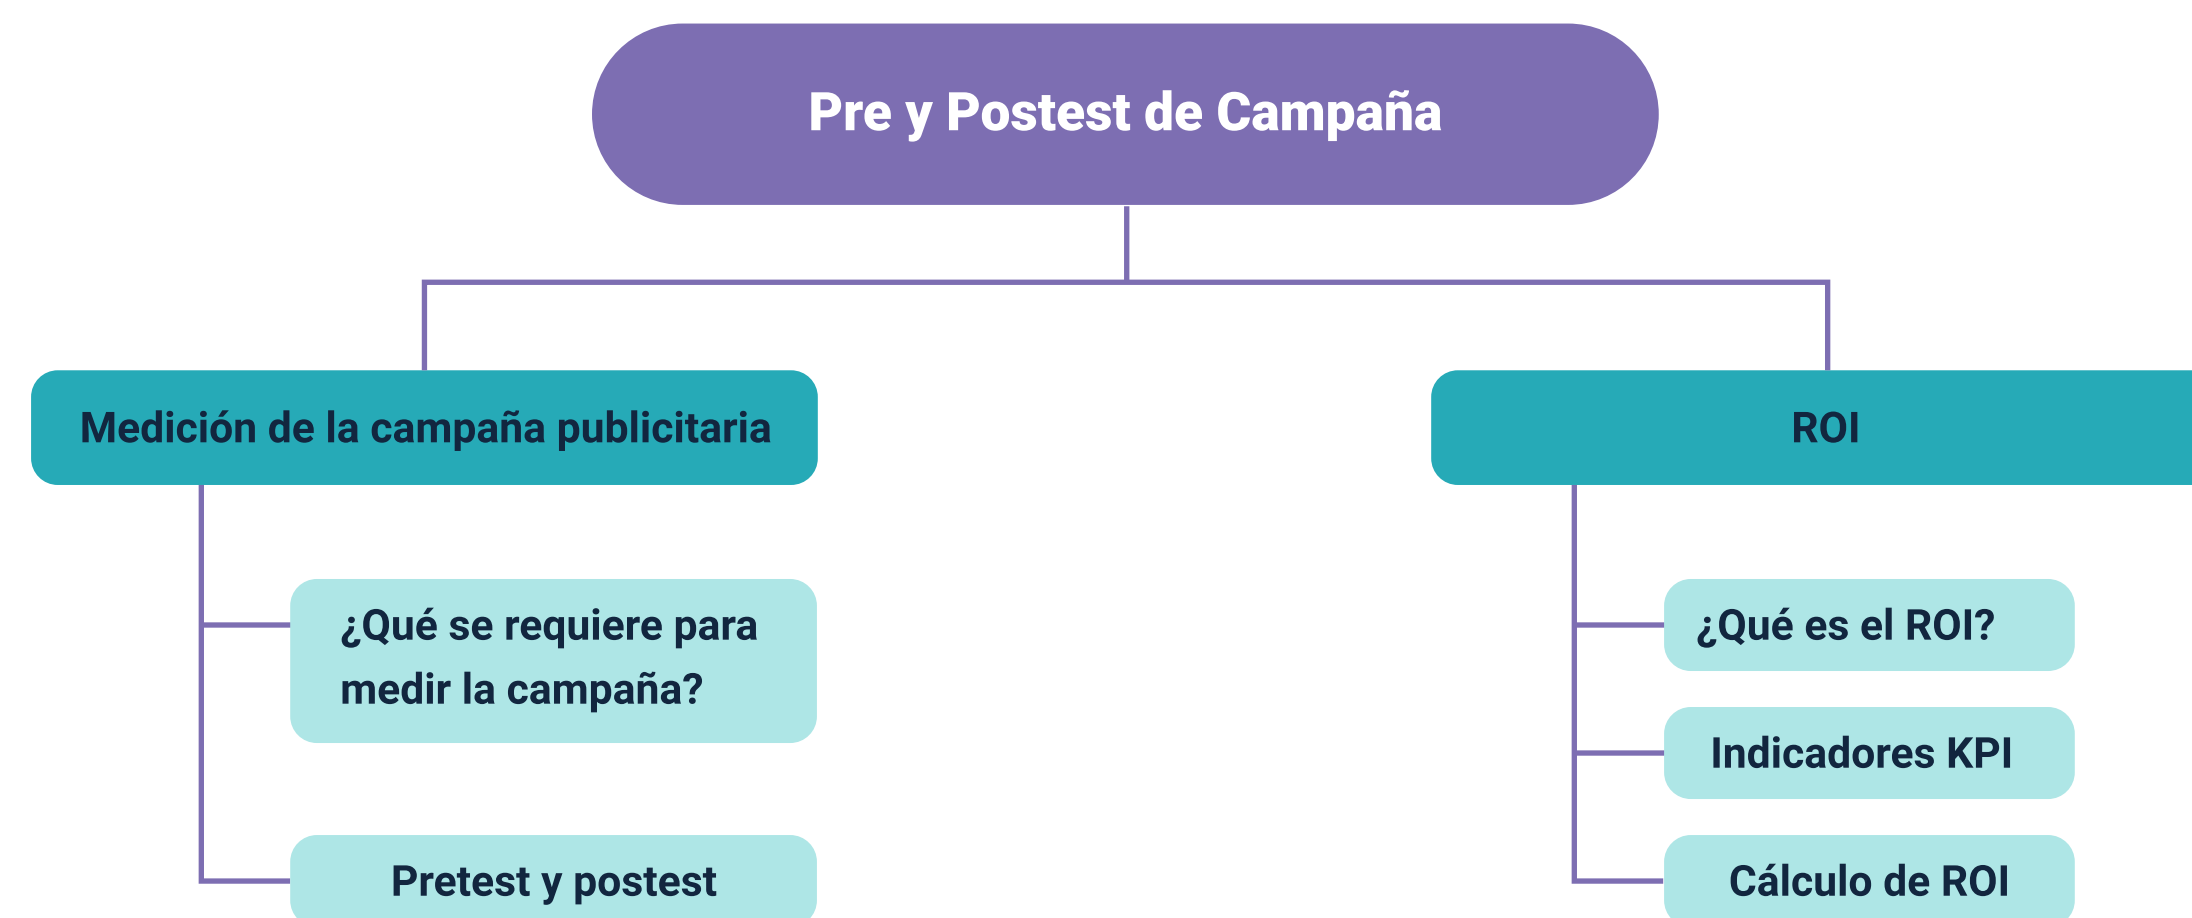 Pre y Postest de Campaña
Medición de la campaña publicitaria
ROI
¿Qué se requiere para
medir la campaña?
Pretest y postest
¿Qué es el ROI?
Indicadores KPI
Cálculo de ROI